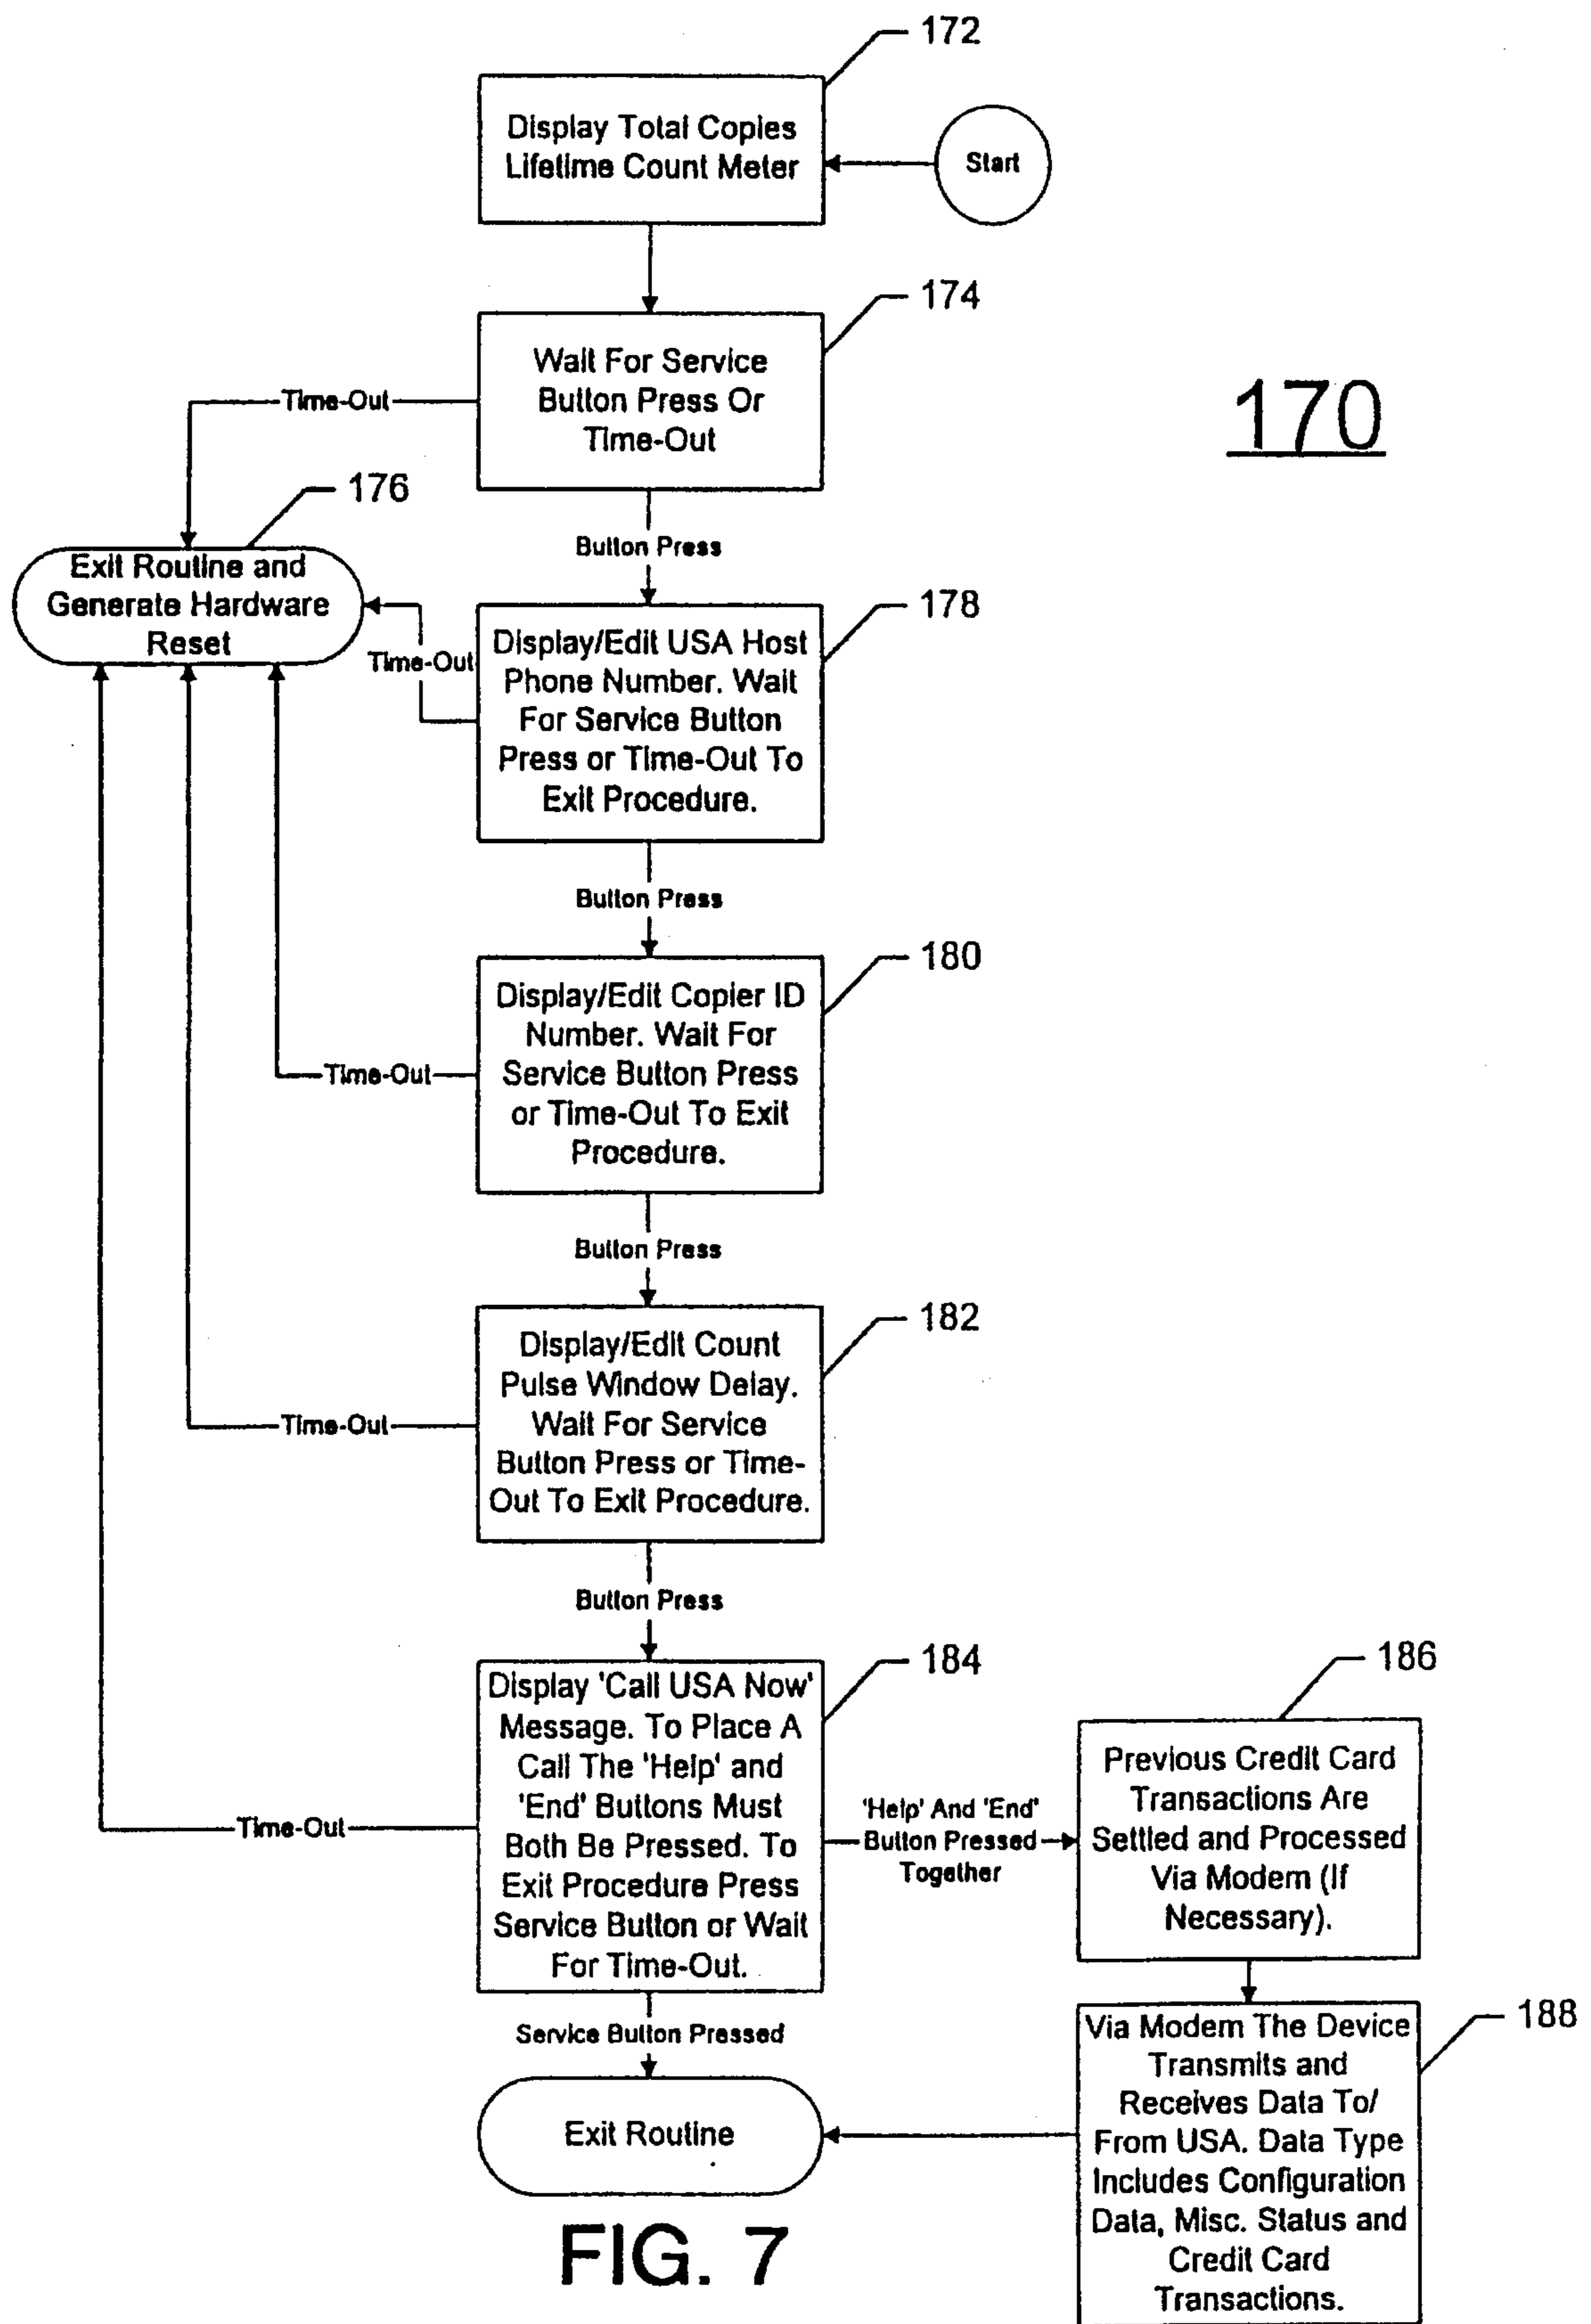 172
Display Total Copies
Lifetime Count Meter
Start
174
Wait For Service
Button Press Or
Time-Out
Time-Out
170
176
Exit Routine and
Generate Hardware
Reset
Button Press
178
Time-Out
Display/Edit USA Host
Phone Number. Wait
For Service Button
Press or Time-Out To
Exit Procedure.
Button Press
180
Display/Edit Copier ID
Number. Wait For
Service Button Press
or Time-Out To Exit
Procedure.
Time-Out
Button Press
182
Display/Edit Count
Pulse Window Delay.
Wait For Service
Button Press or Time-
Out To Exit Procedure.
Time-Out
Button Press
184
Display 'Call USA Now'
Message. To Place A
Call The 'Help' and
'End' Buttons Must
Both Be Pressed. To
Exit Procedure Press
Service Button or Wait
For Time-Out.
Time-Out
'Help' And 'End'
Button Pressed
Together
186
Previous Credit Card
Transactions Are
Settled and Processed
Via Modem (If
Necessary).
Service Button Pressed
188
Via Modem The Device
Transmits and
Receives Data To/
From USA. Data Type
Includes Configuration
Data, Misc. Status and
Credit Card
Transactions.
Exit Routine
FIG. 7